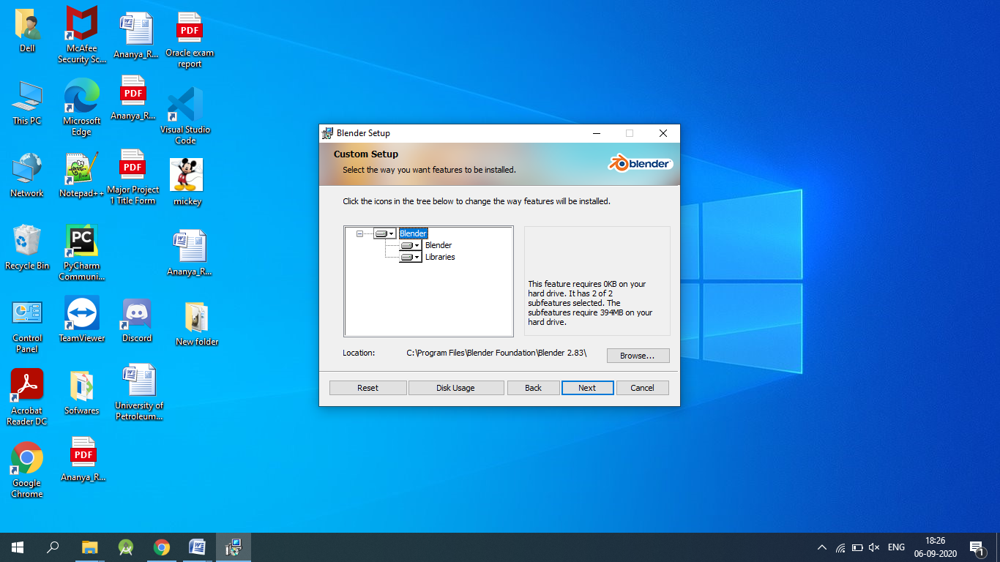 Dell
McAfee
Security Sc...
Ananya_R...
Oracle exam
report
This PC
Microsoft
Edge
Ananya_R...
Visual Studio
Code
Network
Notepad++
Major Project
1 Title Form
mickey
Recycle Bin
PyCharm
Communi...
Ananya_R...
Control
Panel
TeamViewer
Discord
New folder
Acrobat
Reader DC
Sofwares
University of
Petroleum...
Google
Chrome
Ananya_R...
PDF
PDF
PDF
PDF
PC
Blender Setup
Custom Setup
Select the way you want features to be installed.
blender
Click the icons in the tree below to change the way features will be installed.
Blender
Blender
Libraries
This feature requires 0KB on your
hard drive. It has 2 of 2
subfeatures selected. The
subfeatures require 394MB on your
hard drive.
Location:
C:\Program Files\Blender Foundation\Blender 2.83\
Browse...
Reset
Disk Usage
Back
Next
Cancel
ENG
18:26
06-09-2020
1